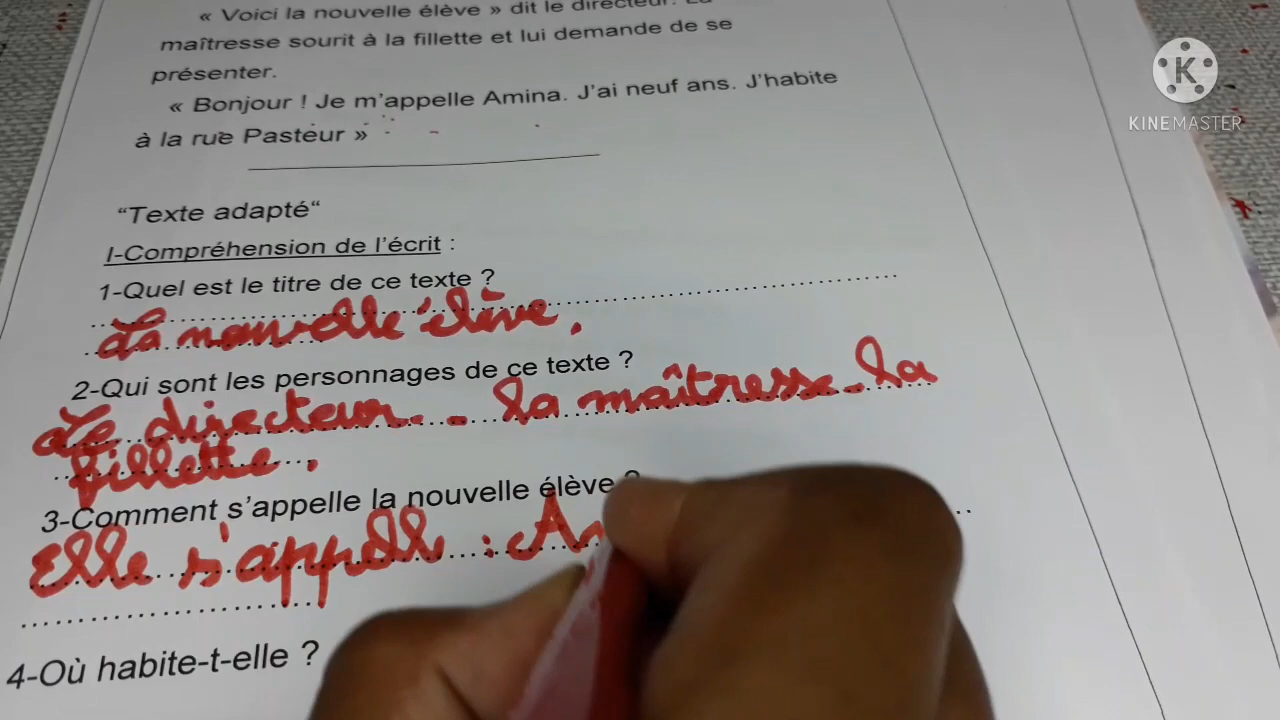 « Voici la nouvelle élève » dit le directeur. La
maîtresse sourit à la fillette et lui demande de se
présenter.
« Bonjour ! Je m'appelle Amina. J'ai neuf ans. J'habite
à la rue Pasteur »
"Texte adapté"
I-Compréhension de l'écrit :
1-Quel est le titre de ce texte ?
La nouvelle élève.
2-Qui sont les personnages de ce texte ?
Le directeur. - la maîtresse - la
fillette.
3-Comment s'appelle la nouvelle élève ?
Elle s'appelle : Am
4-Où habite-t-elle ?
K
KINEMASTER